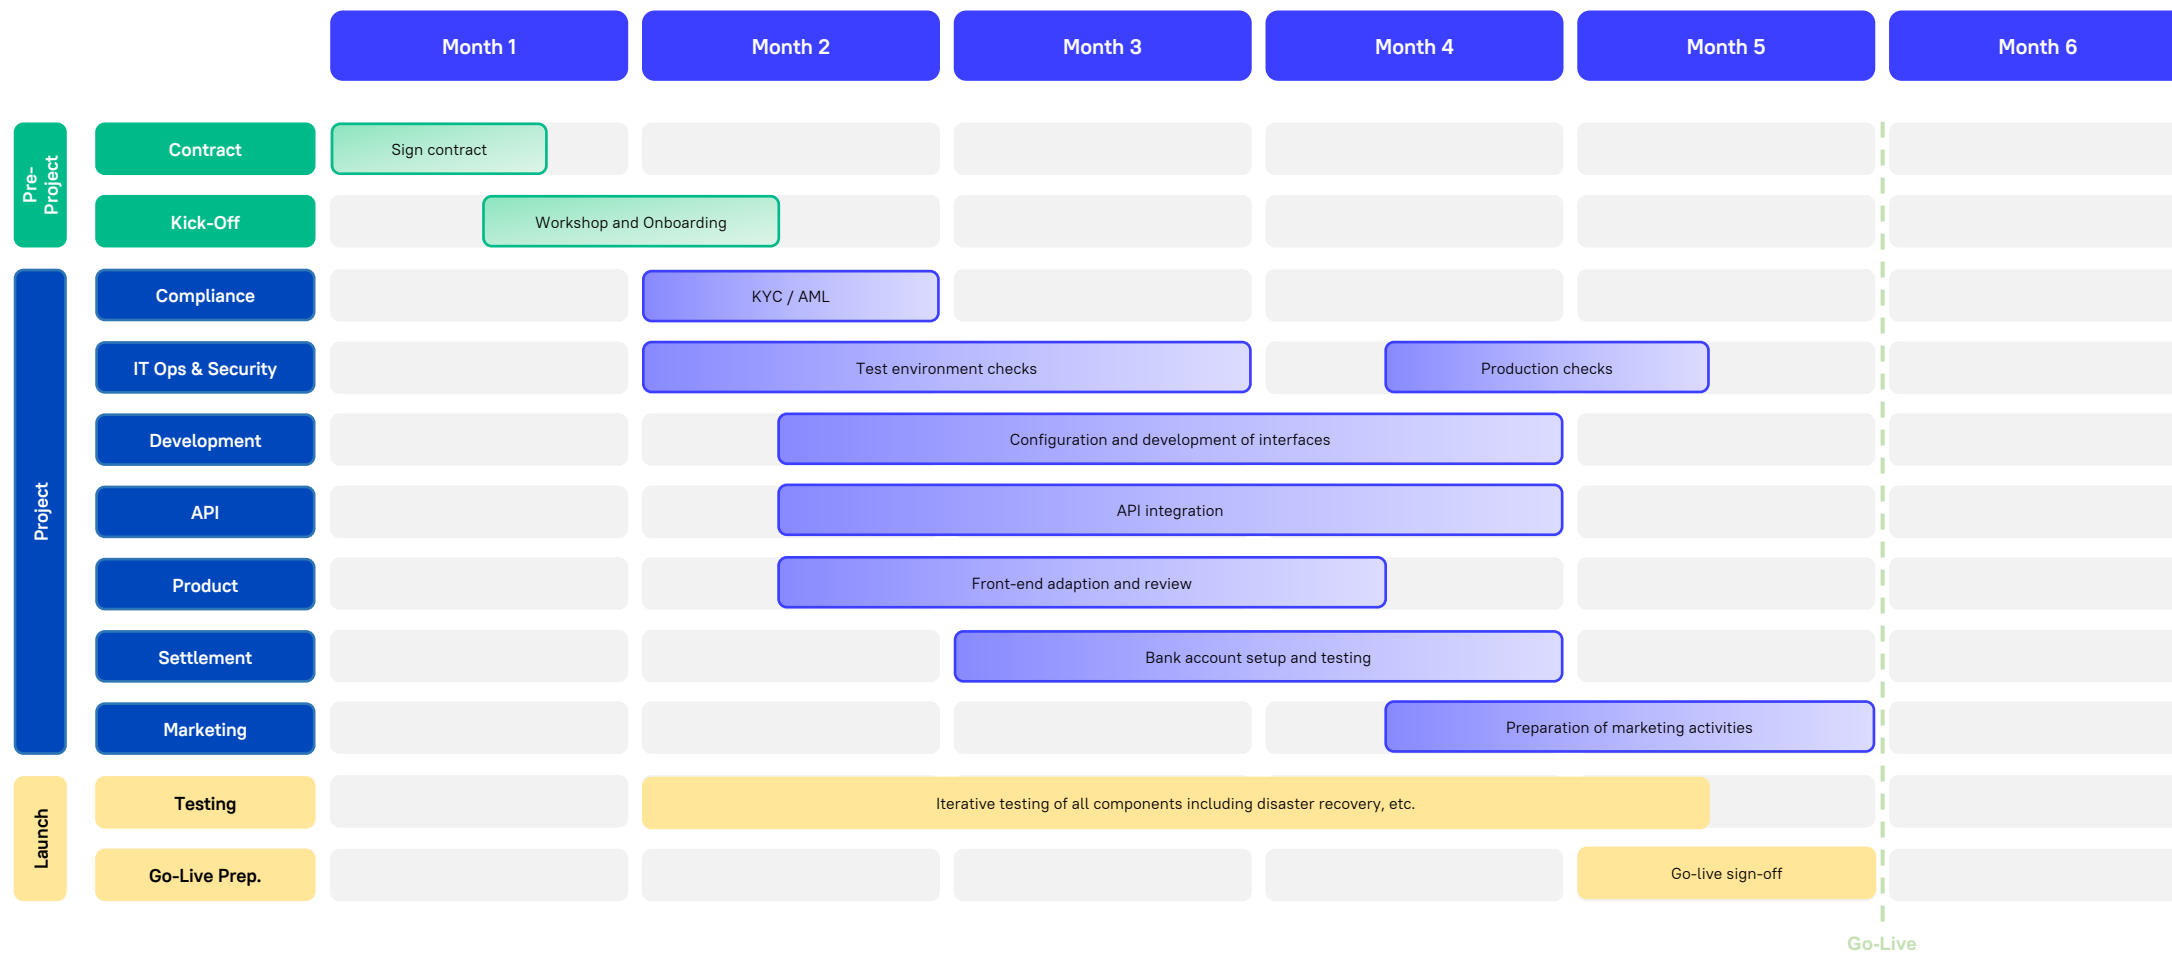 Month 1
Month 2
Month 3
Month 4
Month 5
Month 6
Pre-
Project
Contract
Sign contract
Kick-Off
Workshop and Onboarding
Project
Compliance
KYC / AML
IT Ops & Security
Test environment checks
Production checks
Development
Configuration and development of interfaces
API
API integration
Product
Front-end adaption and review
Settlement
Bank account setup and testing
Marketing
Preparation of marketing activities
Launch
Testing
Iterative testing of all components including disaster recovery, etc.
Go-Live Prep.
Go-live sign-off
Go-Live